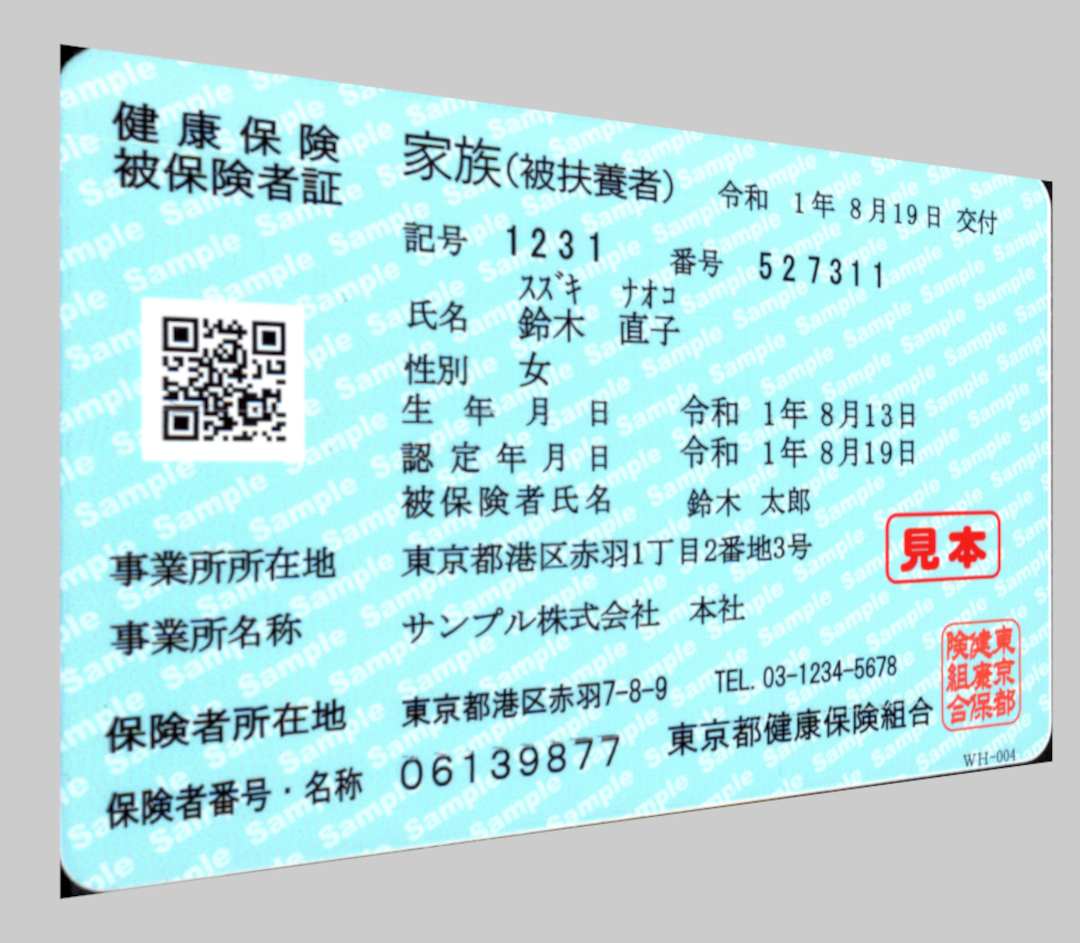 健康保険
被保険者証
家族(被扶養者)
令和 1年 8月19日 交付
記号 1231 番号 527311
スズキ ナオコ
氏名 鈴木 直子
性別 女
生年月日 令和 1年 8月13日
認定年月日 令和 1年 8月19日
被保険者氏名 鈴木 太郎
事業所所在地 東京都港区赤羽1丁目2番地3号
見本
事業所名称 サンプル株式会社 本社
保険者所在地 東京都港区赤羽7-8-9 TEL. 03-1234-5678
保険者番号・名称 06139877 東京都健康保険組合
東京都
健康保
険組合
WH-004
Sample